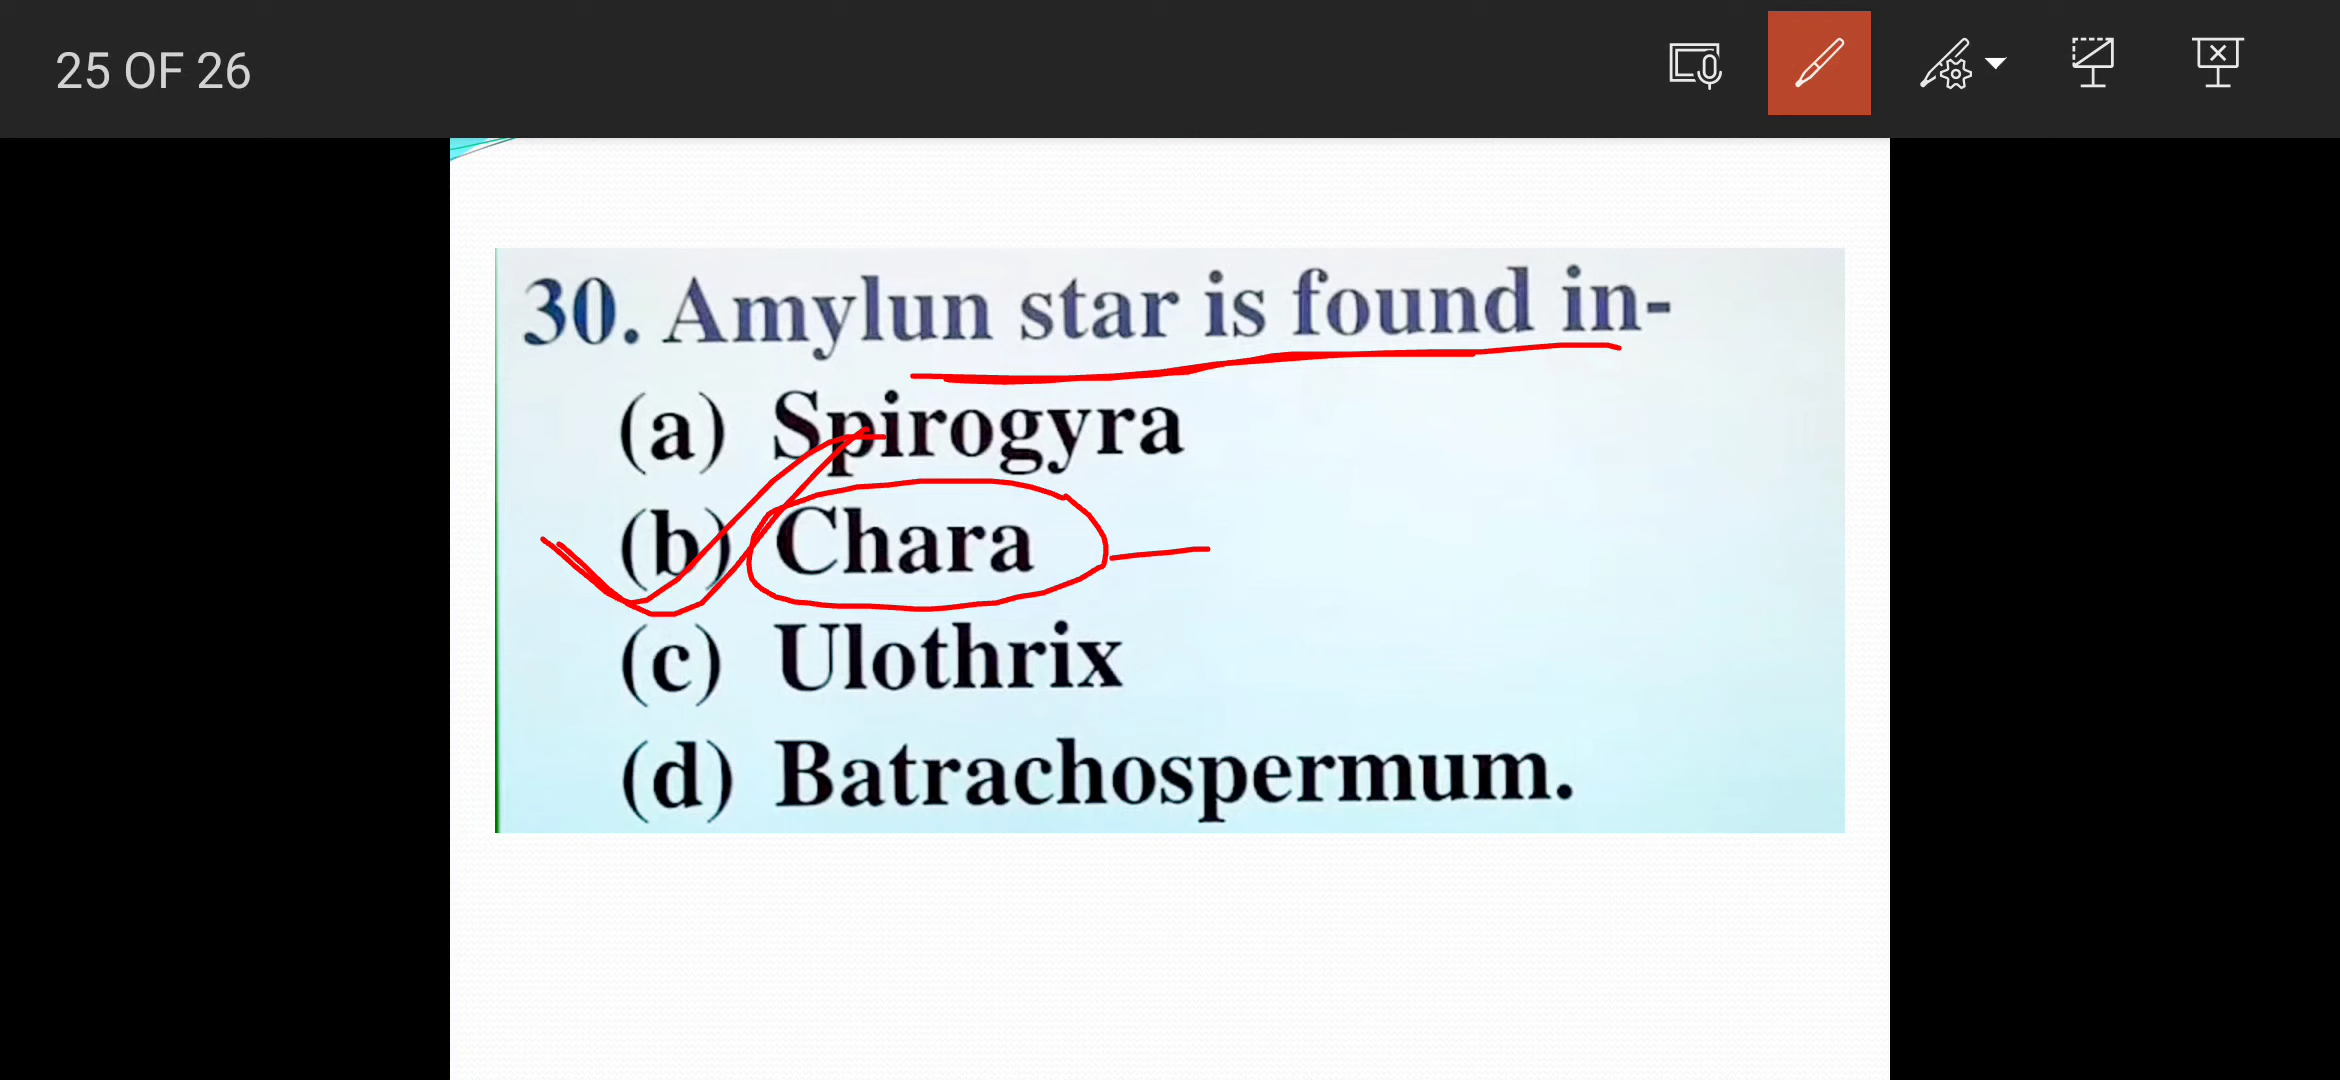 25 OF 26
30. Amylun star is found in-
(a) Spirogyra
(b) Chara
(c) Ulothrix
(d) Batrachospermum.